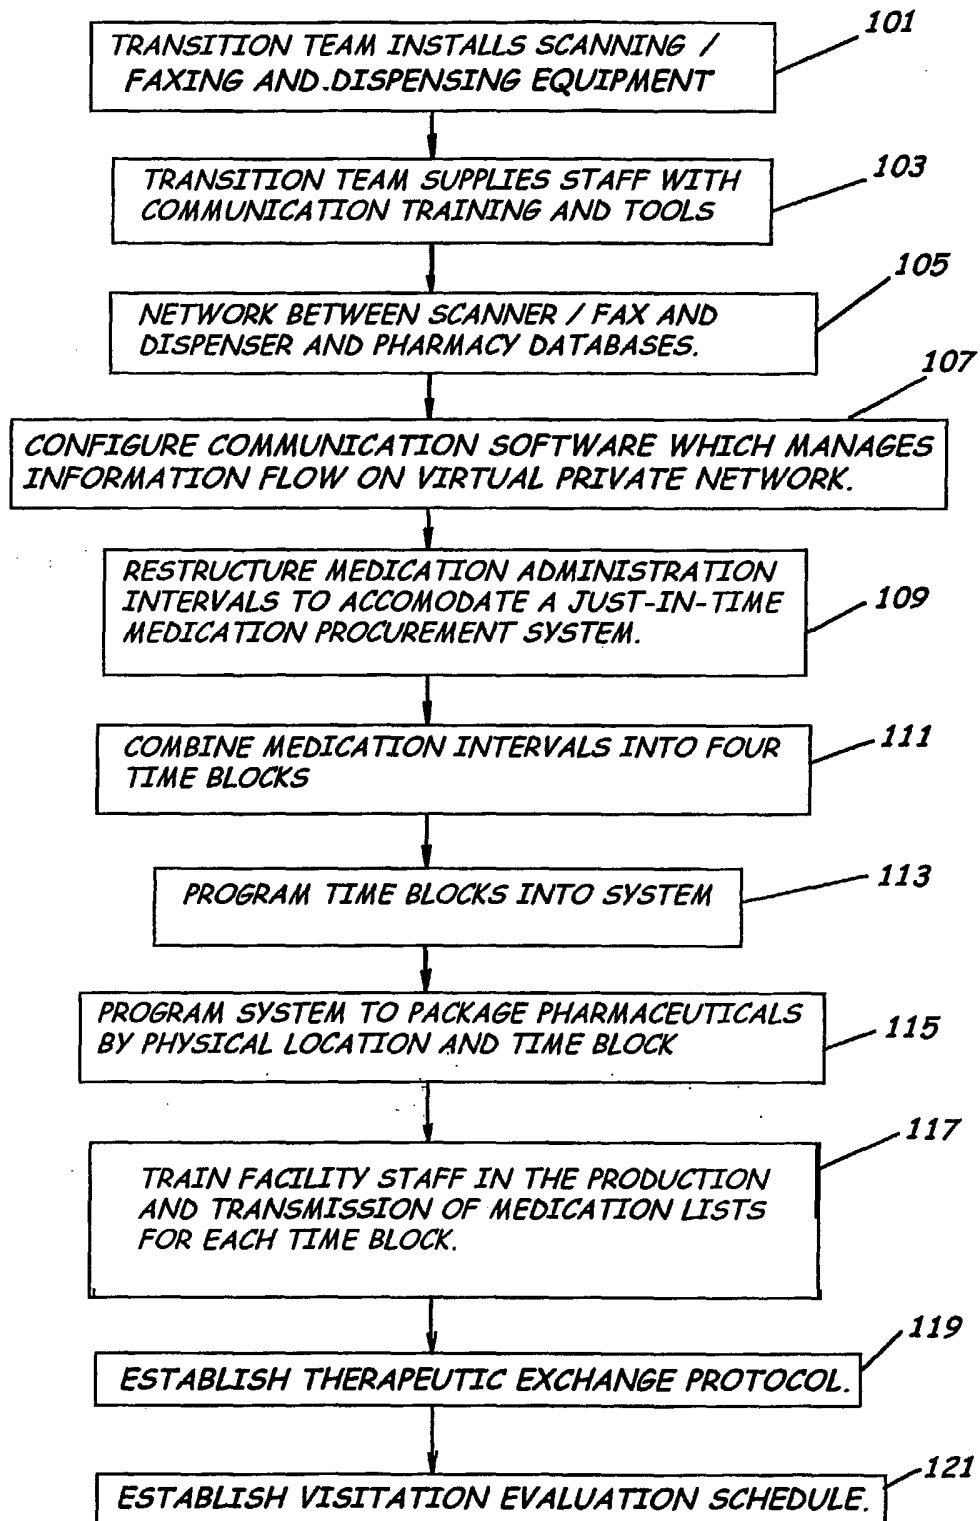 101
TRANSITION TEAM INSTALLS SCANNING /
FAXING AND.DISPENSING EQUIPMENT
103
TRANSITION TEAM SUPPLIES STAFF WITH
COMMUNICATION TRAINING AND TOOLS
105
NETWORK BETWEEN SCANNER / FAX AND
DISPENSER AND PHARMACY DATABASES.
107
CONFIGURE COMMUNICATION SOFTWARE WHICH MANAGES
INFORMATION FLOW ON VIRTUAL PRIVATE NETWORK.
RESTRUCTURE MEDICATION ADMINISTRATION
INTERVALS TO ACCOMODATE A JUST-IN-TIME
MEDICATION PROCUREMENT SYSTEM.
109
COMBINE MEDICATION INTERVALS INTO FOUR
TIME BLOCKS
111
PROGRAM TIME BLOCKS INTO SYSTEM
113
PROGRAM SYSTEM TO PACKAGE PHARMACEUTICALS
BY PHYSICAL LOCATION AND TIME BLOCK
115
117
TRAIN FACILITY STAFF IN THE PRODUCTION
AND TRANSMISSION OF MEDICATION LISTS
FOR EACH TIME BLOCK.
119
ESTABLISH THERAPEUTIC EXCHANGE PROTOCOL.
121
ESTABLISH VISITATION EVALUATION SCHEDULE.